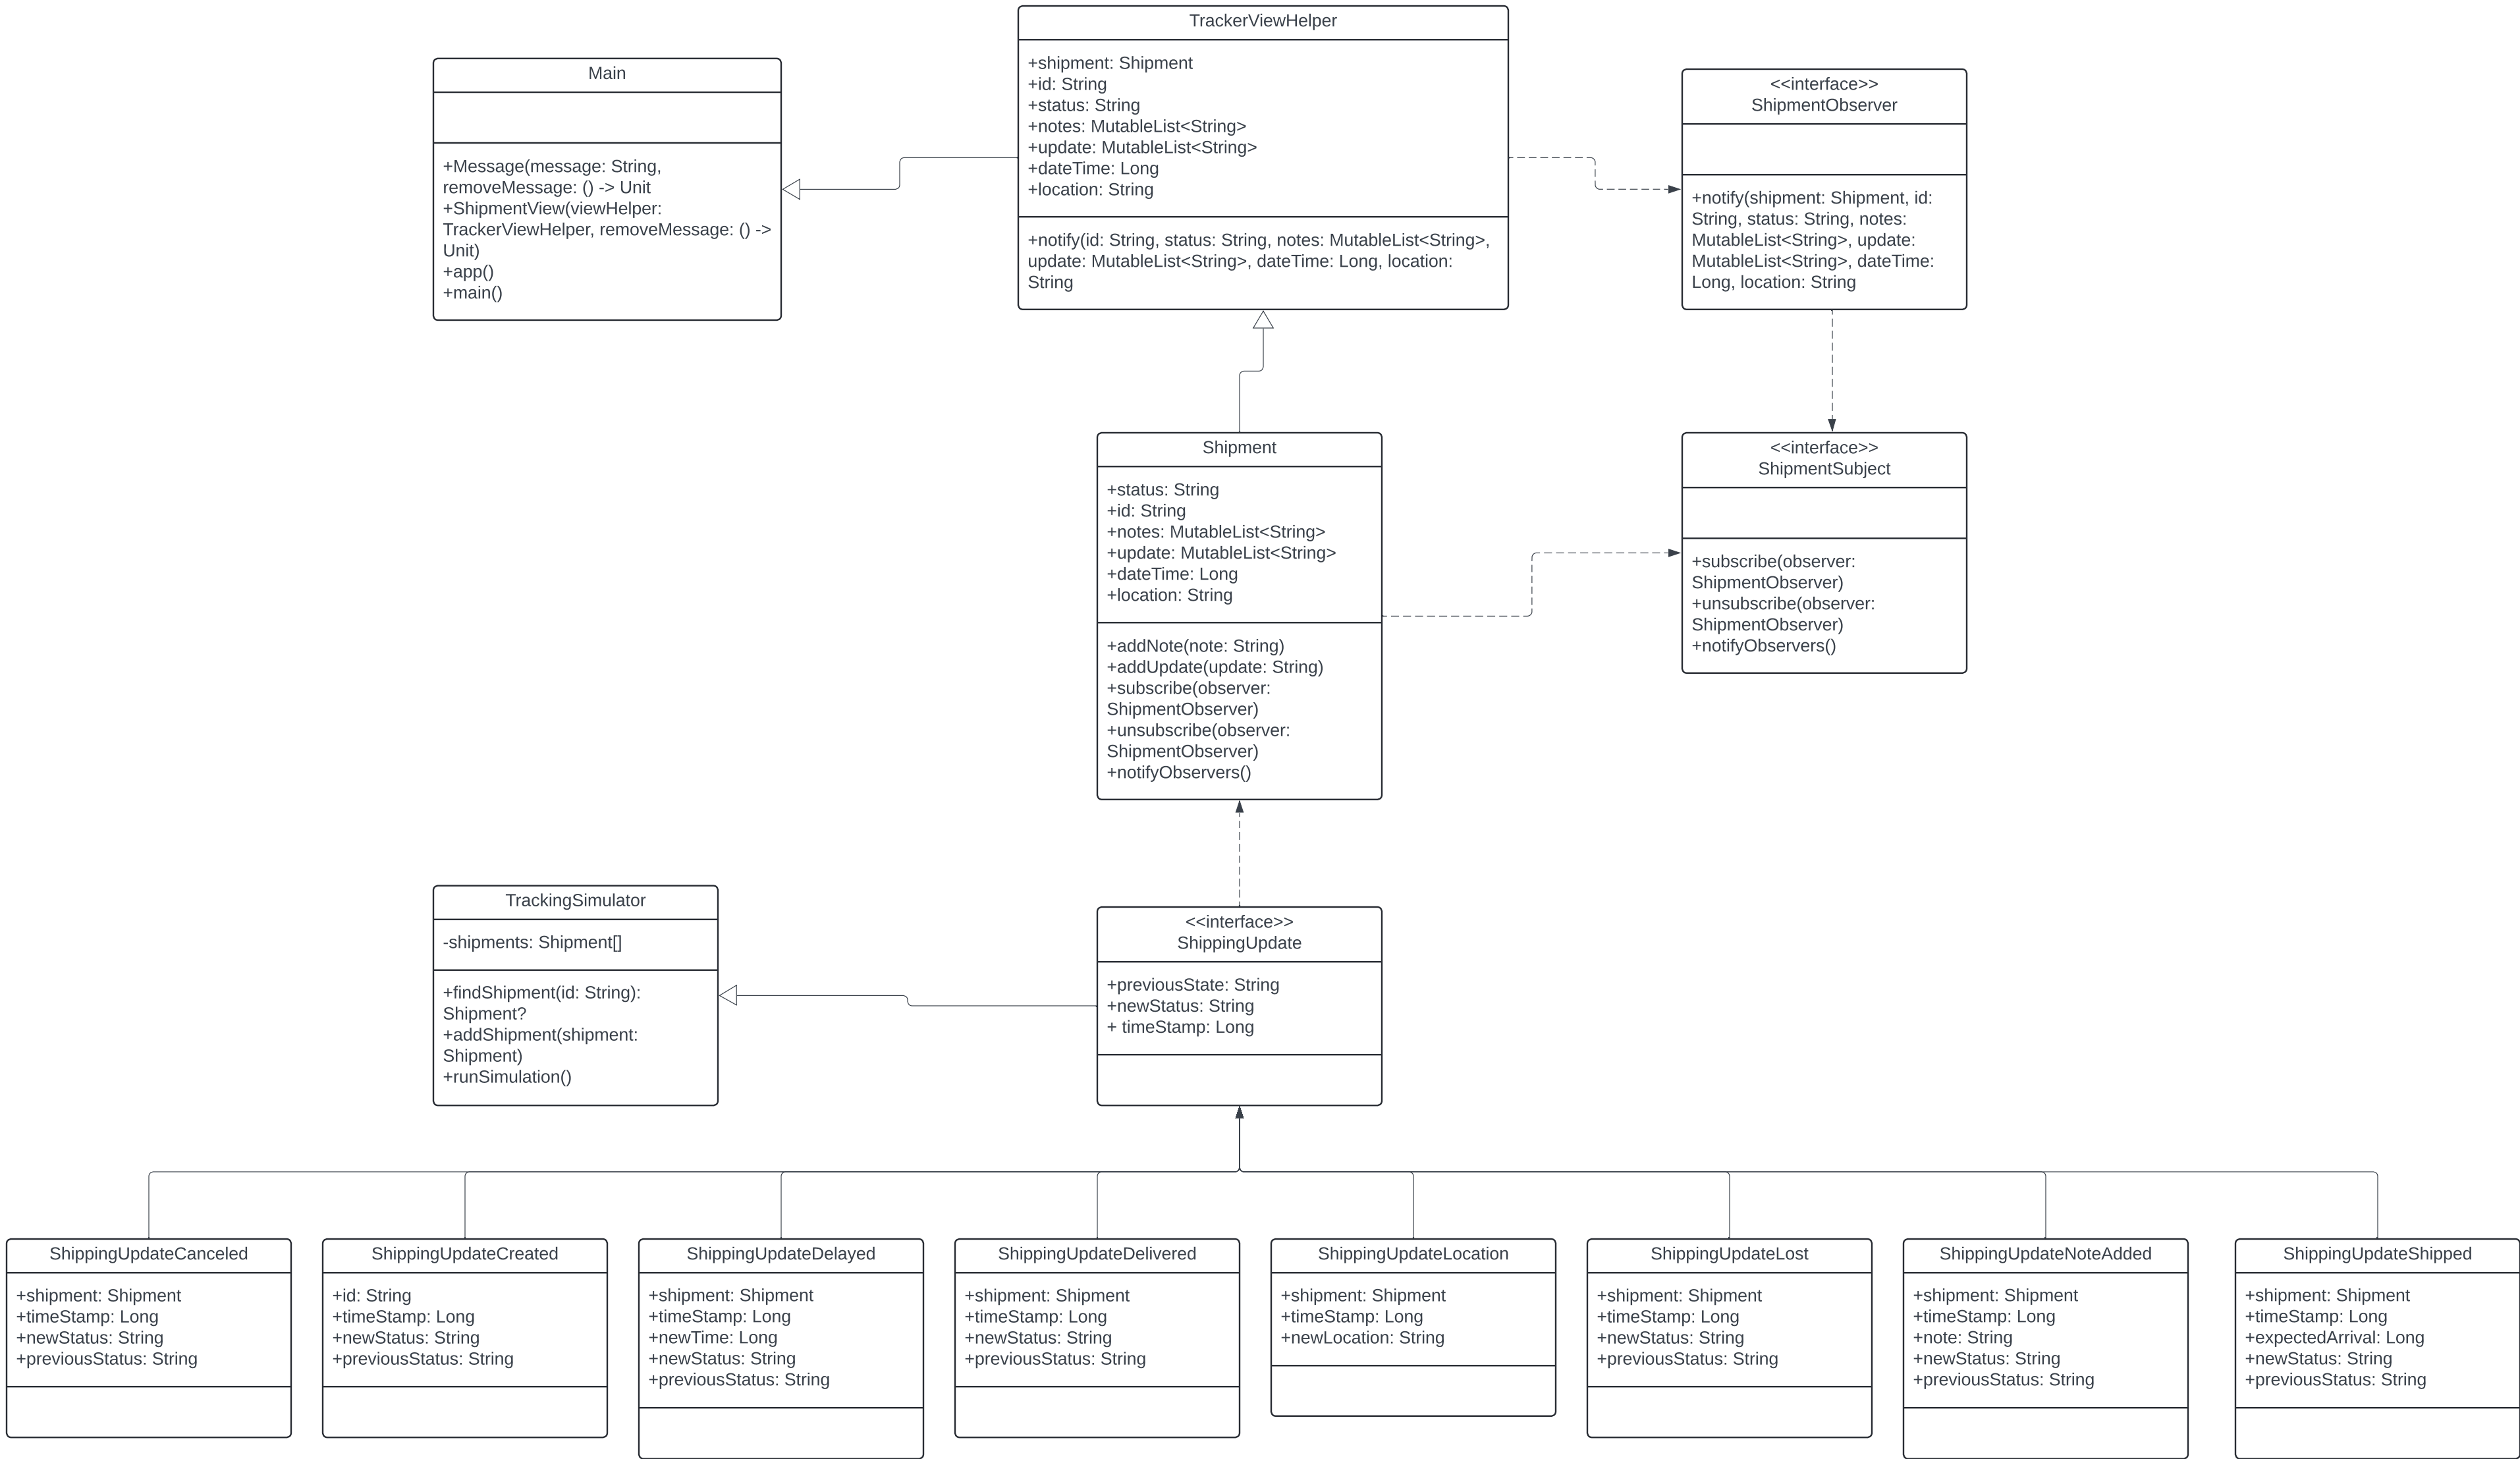 TrackerViewHelper
+shipment: Shipment
+id: String
+status: String
+notes: MutableList<String>
+update: MutableList<String>
+dateTime: Long
+location: String
+notify(id: String, status: String, notes: MutableList<String>,
update: MutableList<String>, dateTime: Long, location:
String
Main
+Message(message: String,
removeMessage: () -> Unit
+ShipmentView(viewHelper:
TrackerViewHelper, removeMessage: () ->
Unit)
+app()
+main()
<<interface>>
ShipmentObserver
+notify(shipment: Shipment, id:
String, status: String, notes:
MutableList<String>, update:
MutableList<String>, dateTime:
Long, location: String
Shipment
+status: String
+id: String
+notes: MutableList<String>
+update: MutableList<String>
+dateTime: Long
+location: String
+addNote(note: String)
+addUpdate(update: String)
+subscribe(observer:
ShipmentObserver)
+unsubscribe(observer:
ShipmentObserver)
+notifyObservers()
<<interface>>
ShipmentSubject
+subscribe(observer:
ShipmentObserver)
+unsubscribe(observer:
ShipmentObserver)
+notifyObservers()
TrackingSimulator
-shipments: Shipment[]
+findShipment(id: String):
Shipment?
+addShipment(shipment:
Shipment)
+runSimulation()
<<interface>>
ShippingUpdate
+previousState: String
+newStatus: String
+ timeStamp: Long
ShippingUpdateCanceled
+shipment: Shipment
+timeStamp: Long
+newStatus: String
+previousStatus: String
ShippingUpdateCreated
+id: String
+timeStamp: Long
+newStatus: String
+previousStatus: String
ShippingUpdateDelayed
+shipment: Shipment
+timeStamp: Long
+newTime: Long
+newStatus: String
+previousStatus: String
ShippingUpdateDelivered
+shipment: Shipment
+timeStamp: Long
+newStatus: String
+previousStatus: String
ShippingUpdateLocation
+shipment: Shipment
+timeStamp: Long
+newLocation: String
ShippingUpdateLost
+shipment: Shipment
+timeStamp: Long
+newStatus: String
+previousStatus: String
ShippingUpdateNoteAdded
+shipment: Shipment
+timeStamp: Long
+note: String
+newStatus: String
+previousStatus: String
ShippingUpdateShipped
+shipment: Shipment
+timeStamp: Long
+expectedArrival: Long
+newStatus: String
+previousStatus: String